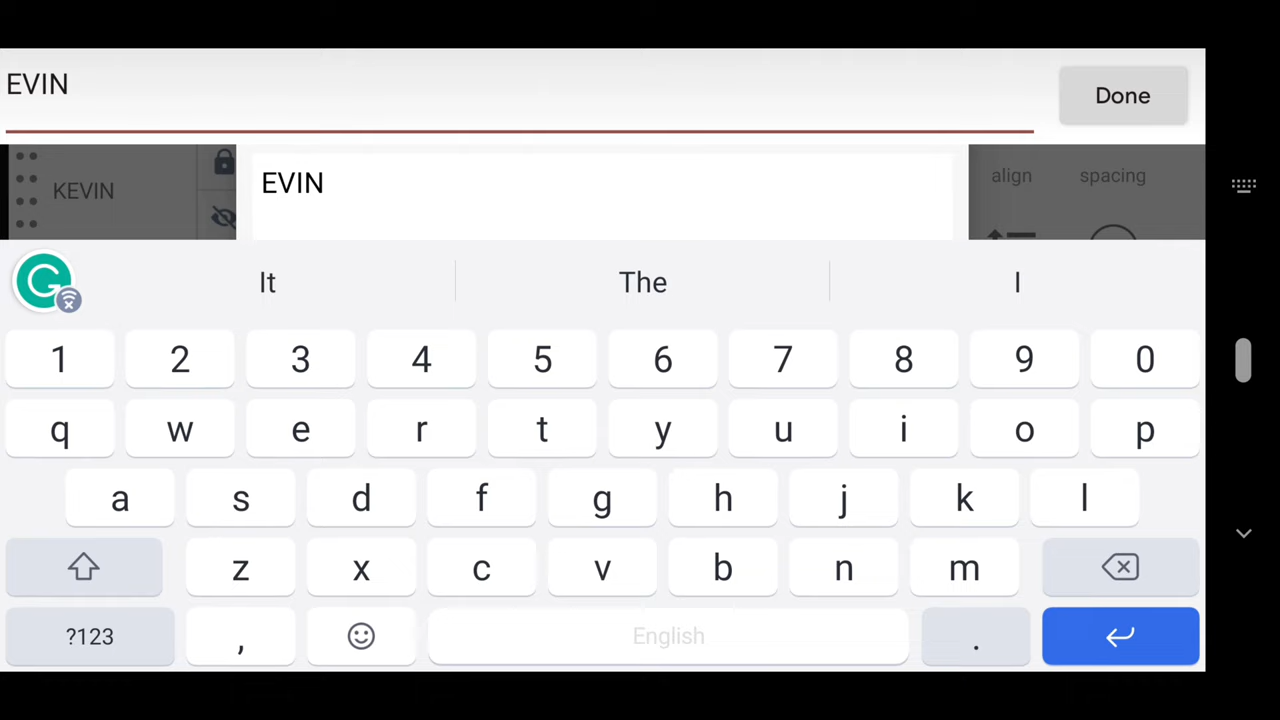 EVIN
Done
KEVIN
EVIN
align spacing
It The I
1 2 3 4 5 6 7 8 9 0
q w e r t y u i o p
a s d f g h j k l
z x c v b n m
?123 , English .